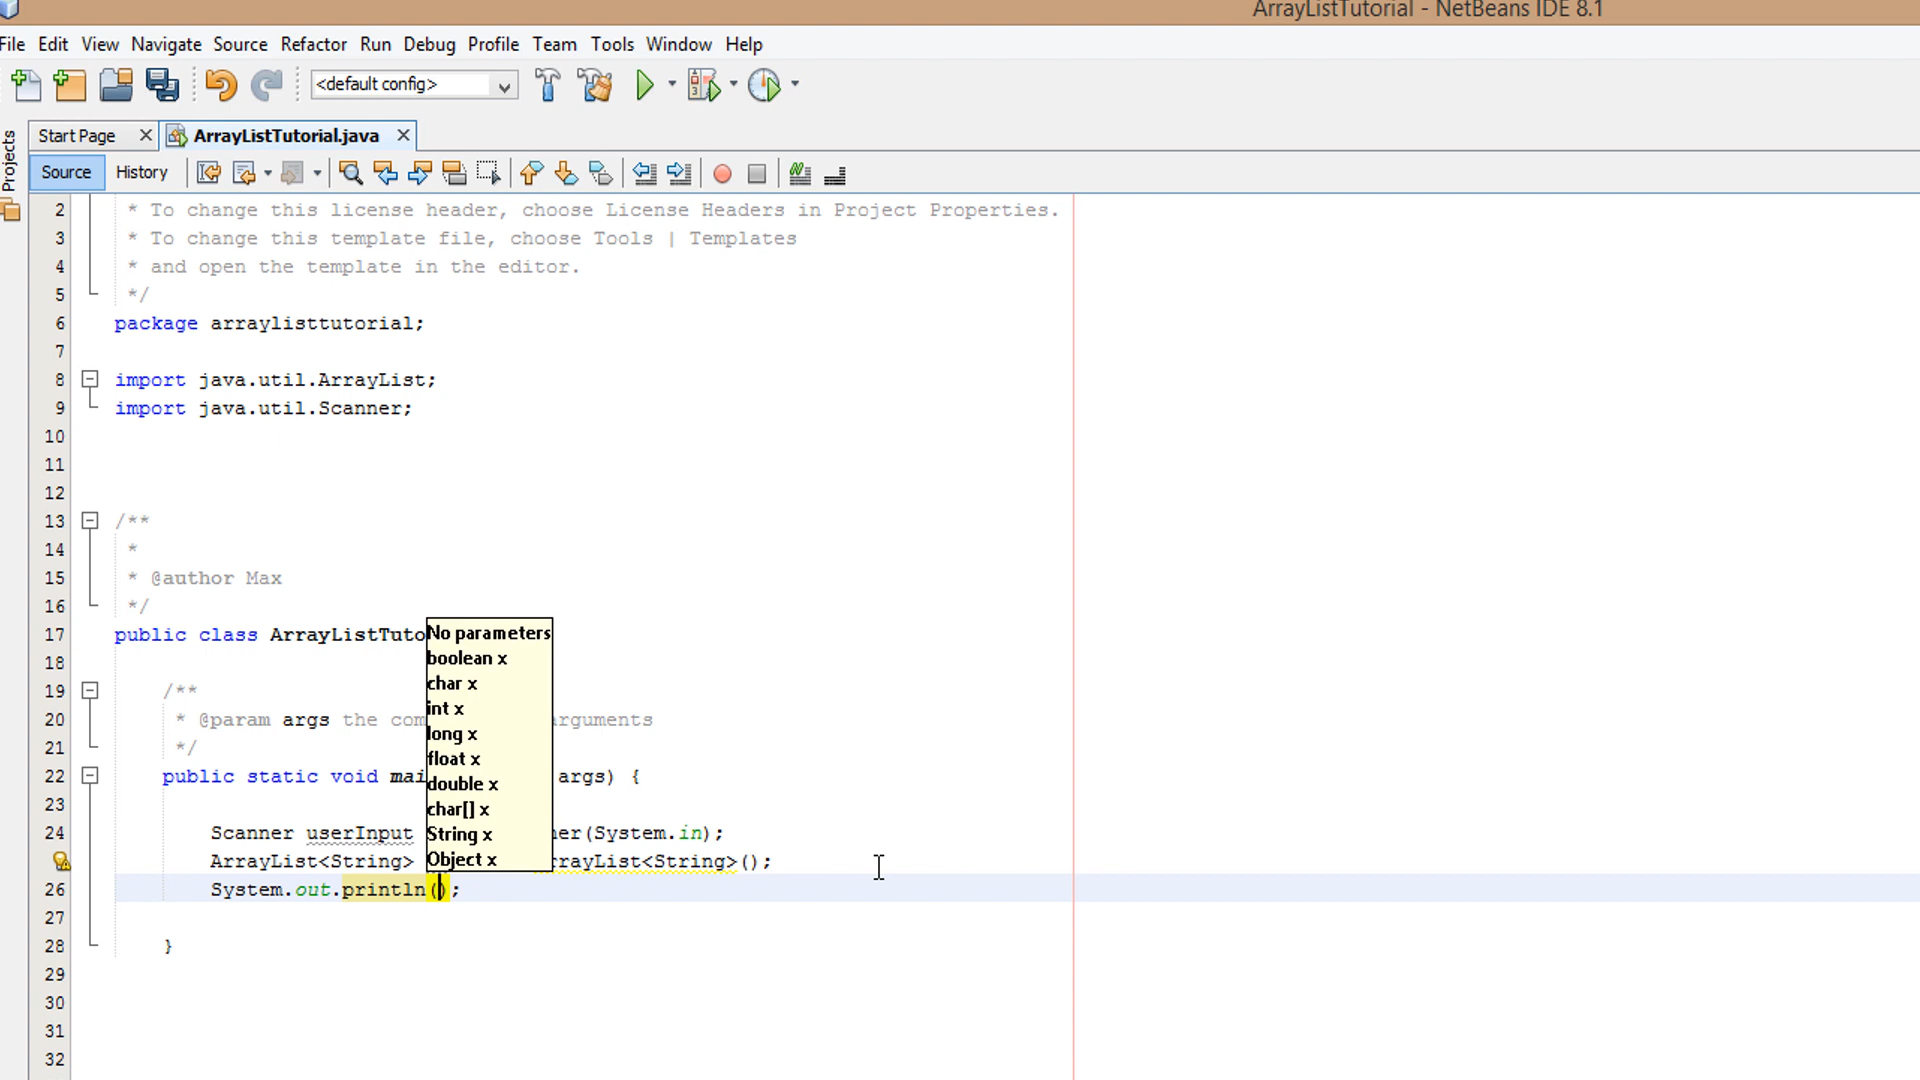 ArrayListTutorial - NetBeans IDE 8.1
File Edit View Navigate Source Refactor Run Debug Profile Team Tools Window Help
<default config>
Projects
Start Page ArrayListTutorial.java
Source History
2 * To change this license header, choose License Headers in Project Properties.
3 * To change this template file, choose Tools | Templates
4 * and open the template in the editor.
5 */
6 package arraylisttutorial;
7
8 import java.util.ArrayList;
9 import java.util.Scanner;
10
11
12
13 /**
14 *
15 * @author Max
16 */
17 public class ArrayListTuto
18
19 /**
20 * @param args the com arguments
21 */
22 public static void mai args) {
23
24 Scanner userInput ner(System.in);
ArrayList<String> rrayList<String>();
26 System.out.println();
27
28 }
29
30
31
32
No parameters
boolean x
char x
int x
long x
float x
double x
char[] x
String x
Object x